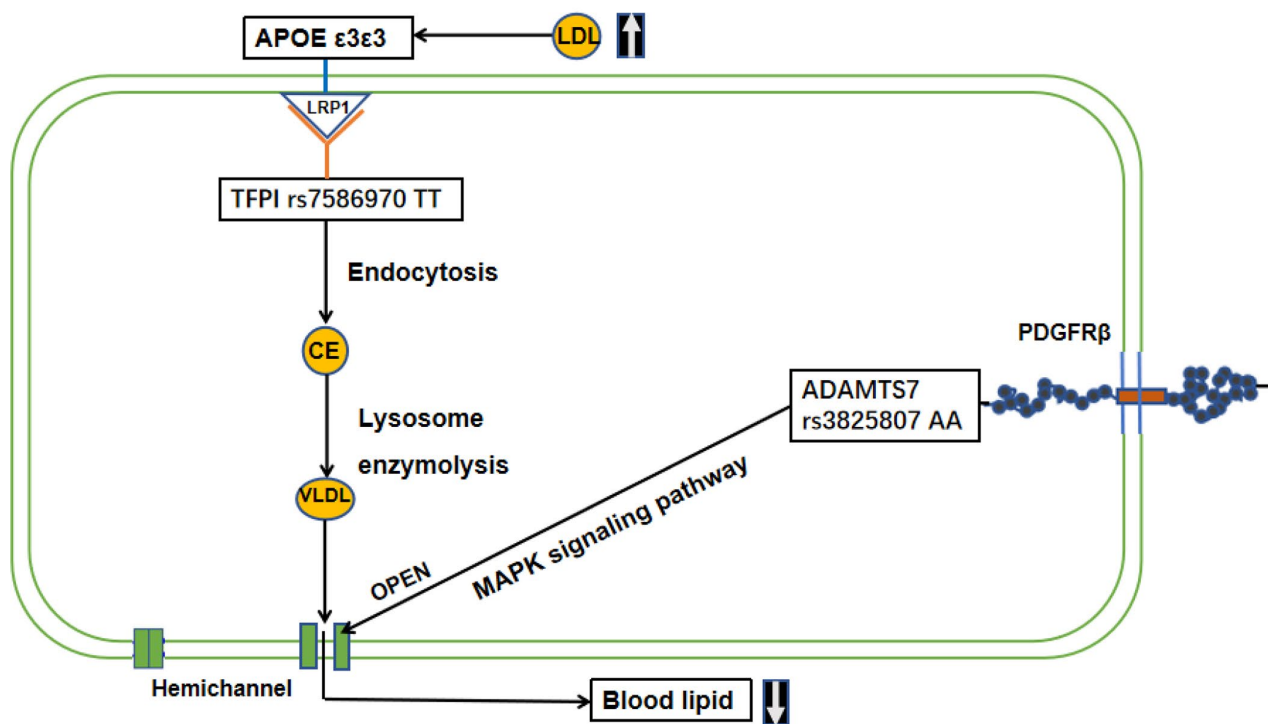 APOE ε3ε3
LDL
LRP1
TFPI rs7586970 TT
Endocytosis
PDGFRβ
CE
ADAMTS7
rs3825807 AA
Lysosome
enzymolysis
VLDL
MAPK signaling pathway
OPEN
Hemichannel
Blood lipid